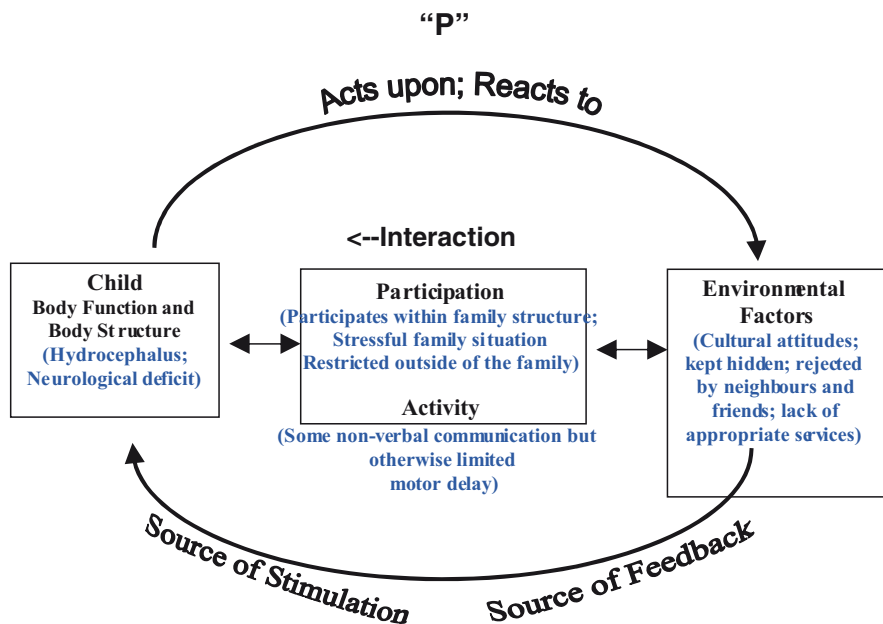 “P”
Acts upon; Reacts to
<--Interaction
Child
Body Function and
Body Structure
(Hydrocephalus;
Neurological deficit)
Participation
(Participates within family structure;
Stressful family situation
Restricted outside of the family)
Activity
(Some non-verbal communication but
otherwise limited
motor delay)
Environmental
Factors
(Cultural attitudes;
kept hidden; rejected
by neighbours and
friends; lack of
appropriate services)
Source of Stimulation
Source of Feedback